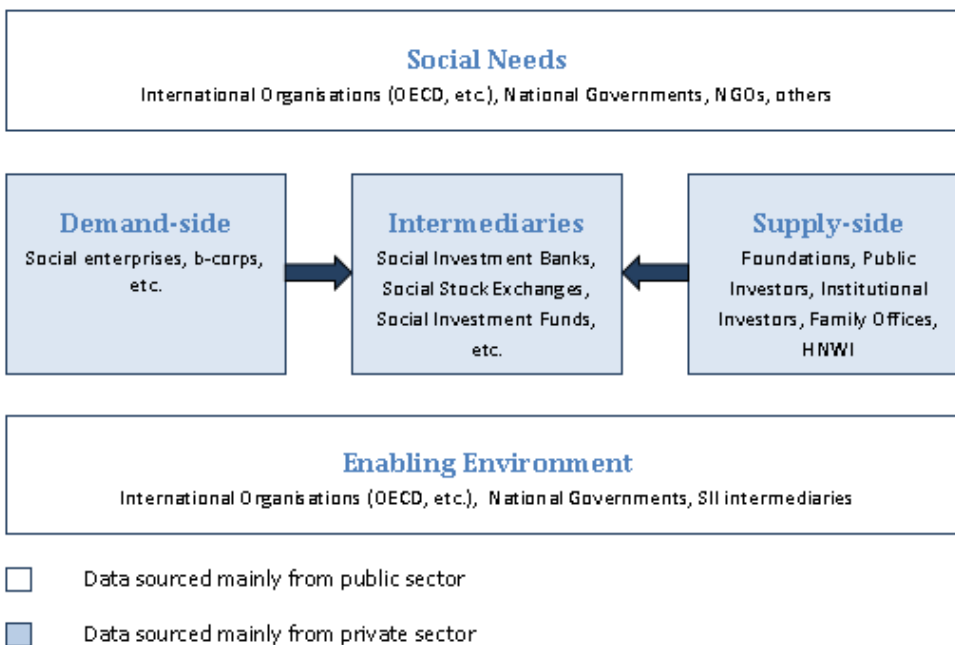 Social Needs
International Organisations (OECD, etc.), National Governments, NGOs, others
Demand-side
Social enterprises, b-corps,
etc.
Intermediaries
Social Investment Banks,
Social Stock Exchanges,
Social Investment Funds,
etc.
Supply-side
Foundations, Public
Investors, Institutional
Investors, Family Offices,
HNWI
Enabling Environment
International Organisations (OECD, etc.), National Governments, SII intermediaries
Data sourced mainly from public sector
Data sourced mainly from private sector